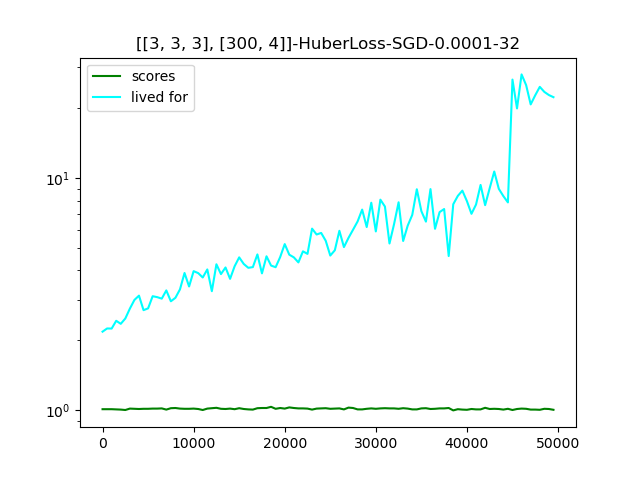 [[3, 3, 3], [300, 4]]-HuberLoss-SGD-0.0001-32
scores
lived for
10¹
10⁰
0 10000 20000 30000 40000 50000